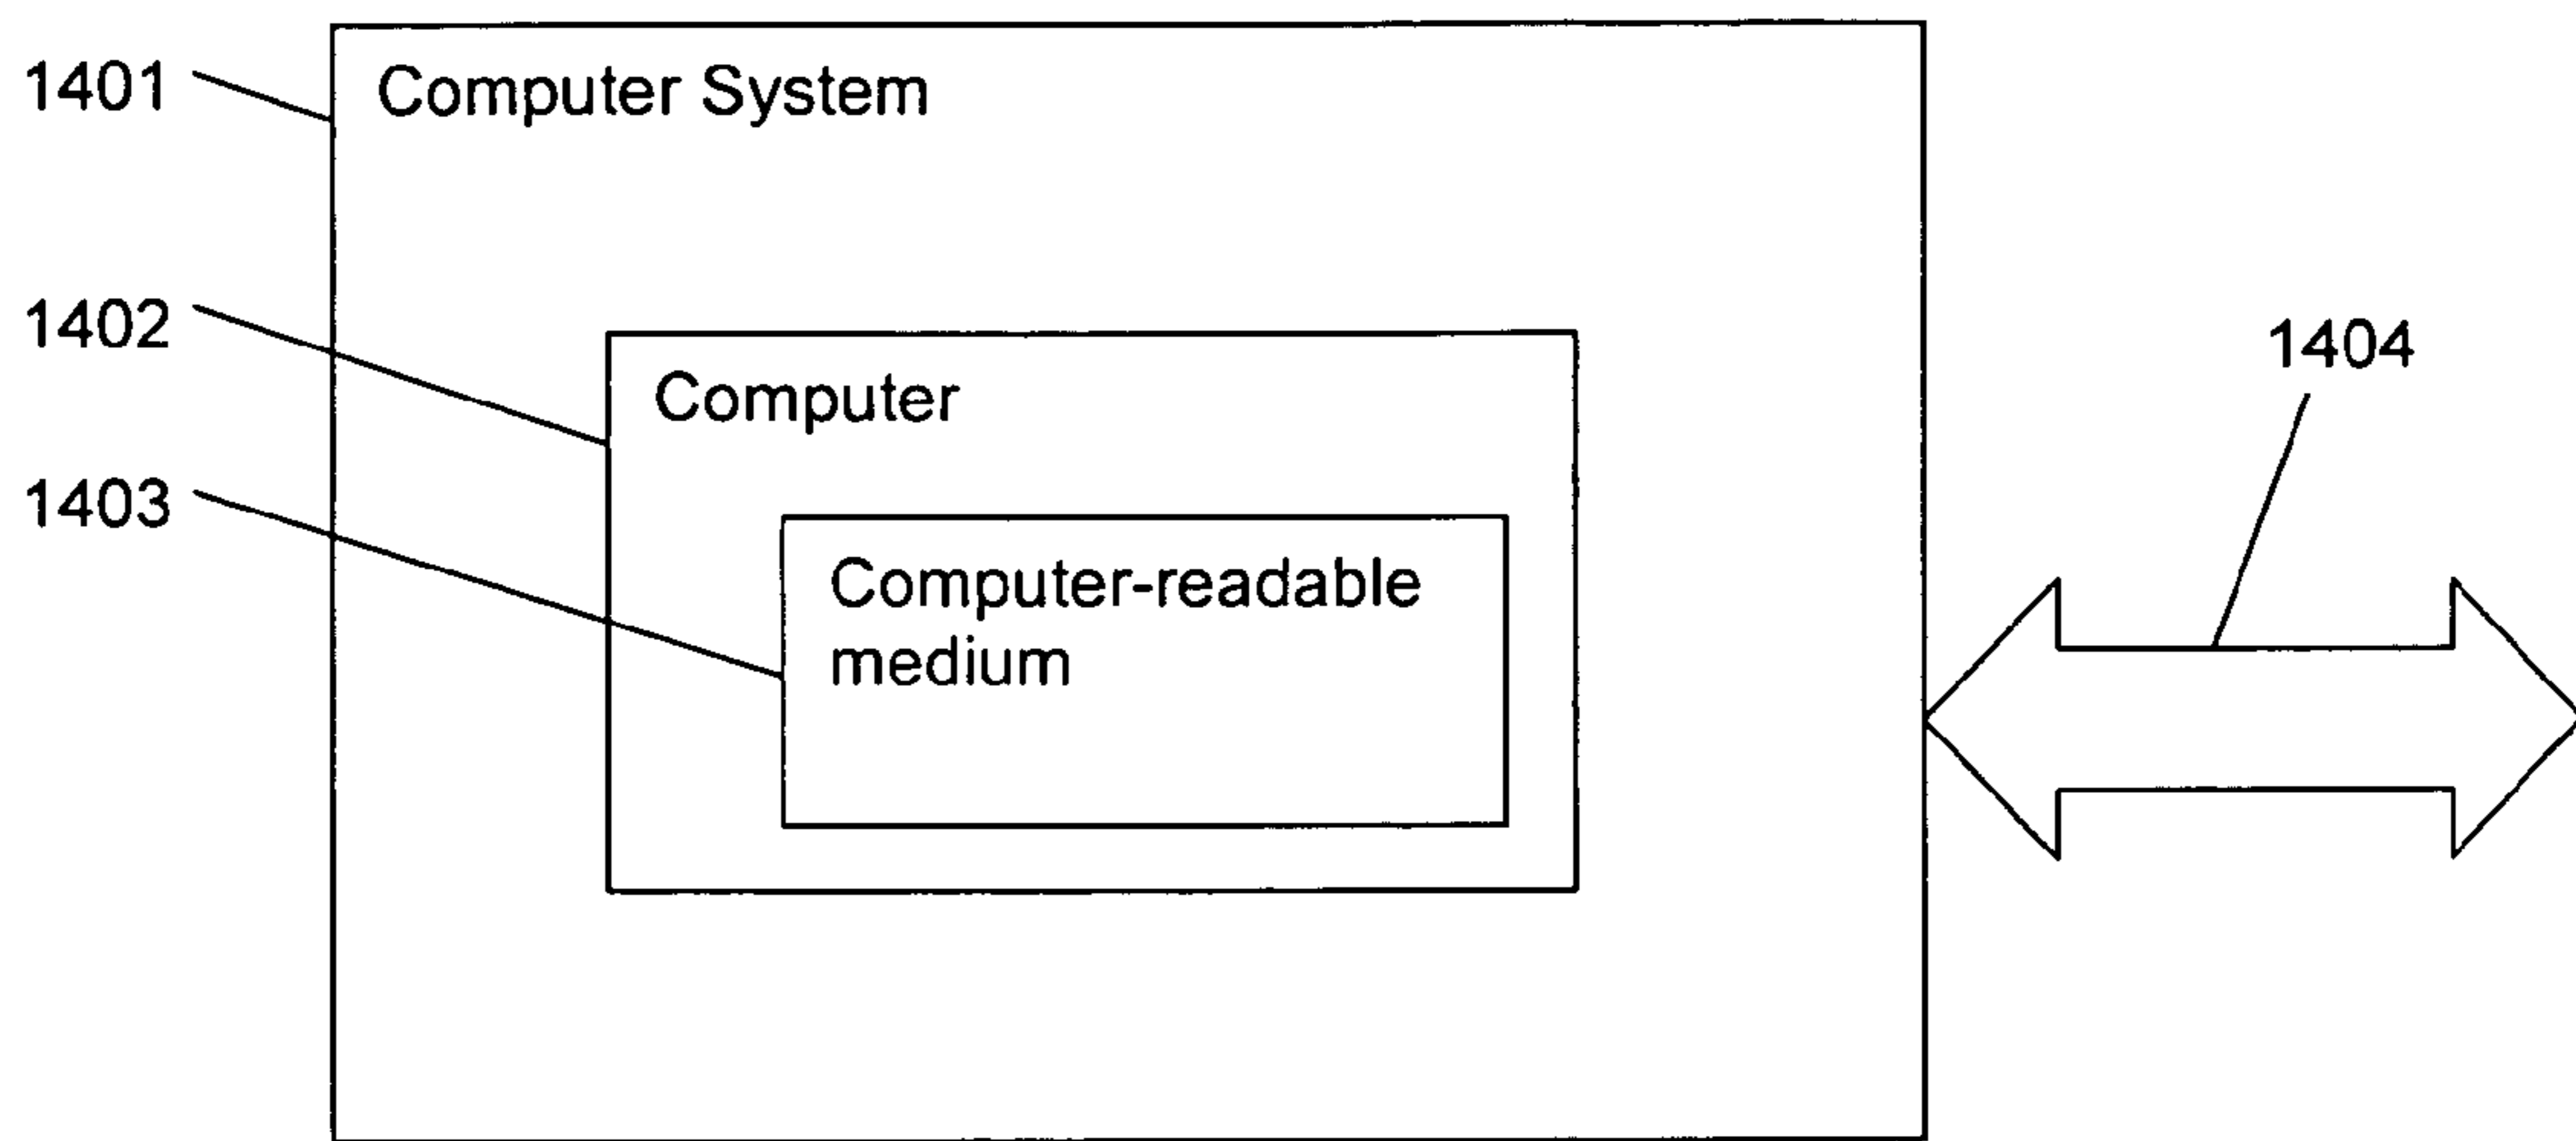 1401
Computer System
1402
Computer
1404
1403
Computer-readable
medium